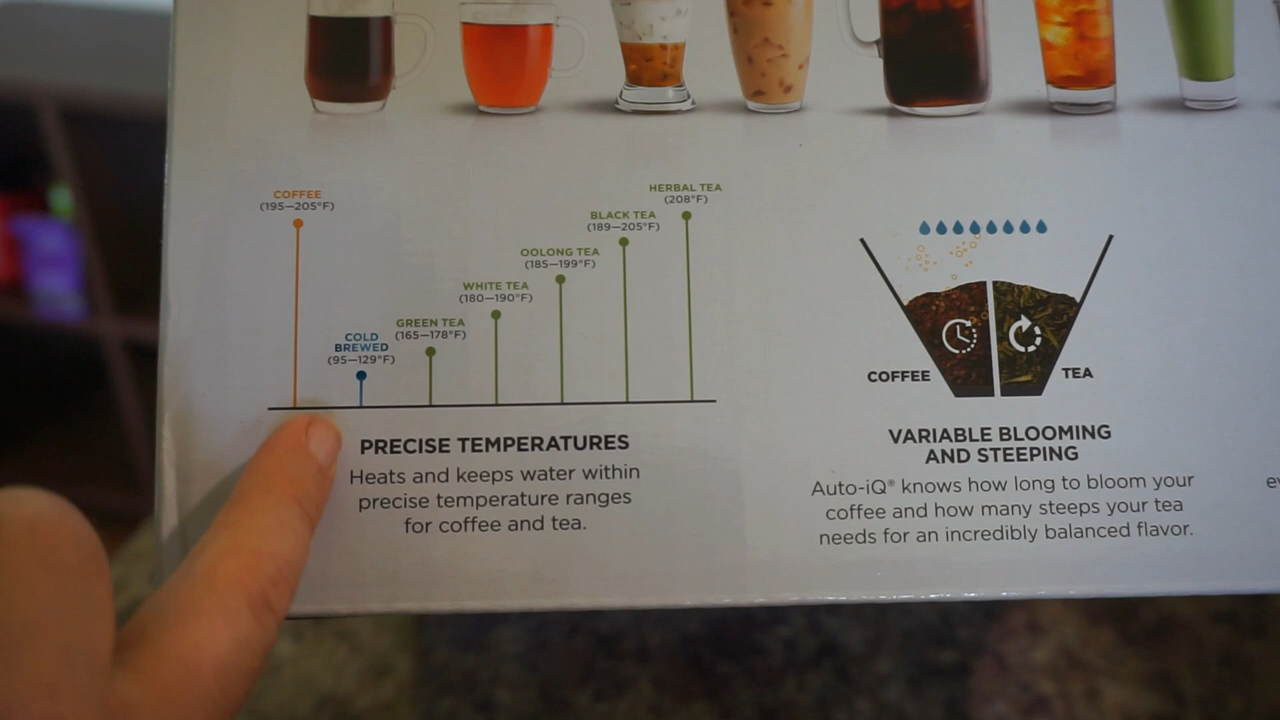 COFFEE
(195–205°F)
COLD
BREWED
(95–129°F)
GREEN TEA
(165–178°F)
WHITE TEA
(180–190°F)
OOLONG TEA
(185–199°F)
BLACK TEA
(189–205°F)
HERBAL TEA
(208°F)
PRECISE TEMPERATURES
Heats and keeps water within
precise temperature ranges
for coffee and tea.
COFFEE
TEA
VARIABLE BLOOMING
AND STEEPING
Auto-iQ® knows how long to bloom your
coffee and how many steeps your tea
needs for an incredibly balanced flavor.